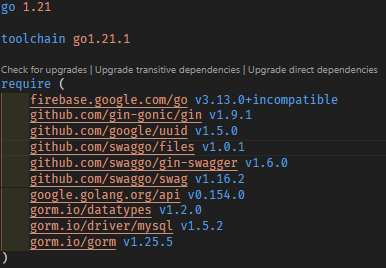 go 1.21
toolchain go1.21.1
Check for upgrades | Upgrade transitive dependencies | Upgrade direct dependencies
require (
firebase.google.com/go v3.13.0+incompatible
github.com/gin-gonic/gin v1.9.1
github.com/google/uuid v1.5.0
github.com/swaggo/files v1.0.1
github.com/swaggo/gin-swagger v1.6.0
github.com/swaggo/swag v1.16.2
google.golang.org/api v0.154.0
gorm.io/datatypes v1.2.0
gorm.io/driver/mysql v1.5.2
gorm.io/gorm v1.25.5
)